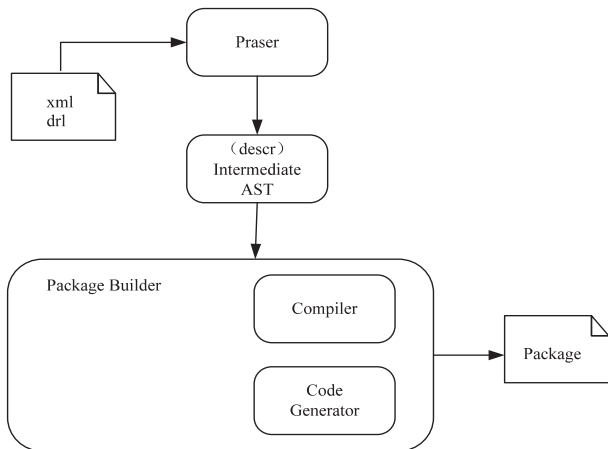 Praser
xml
drl
（descr）
Intermediate
AST
Package Builder
Compiler
Package
Code
Generator